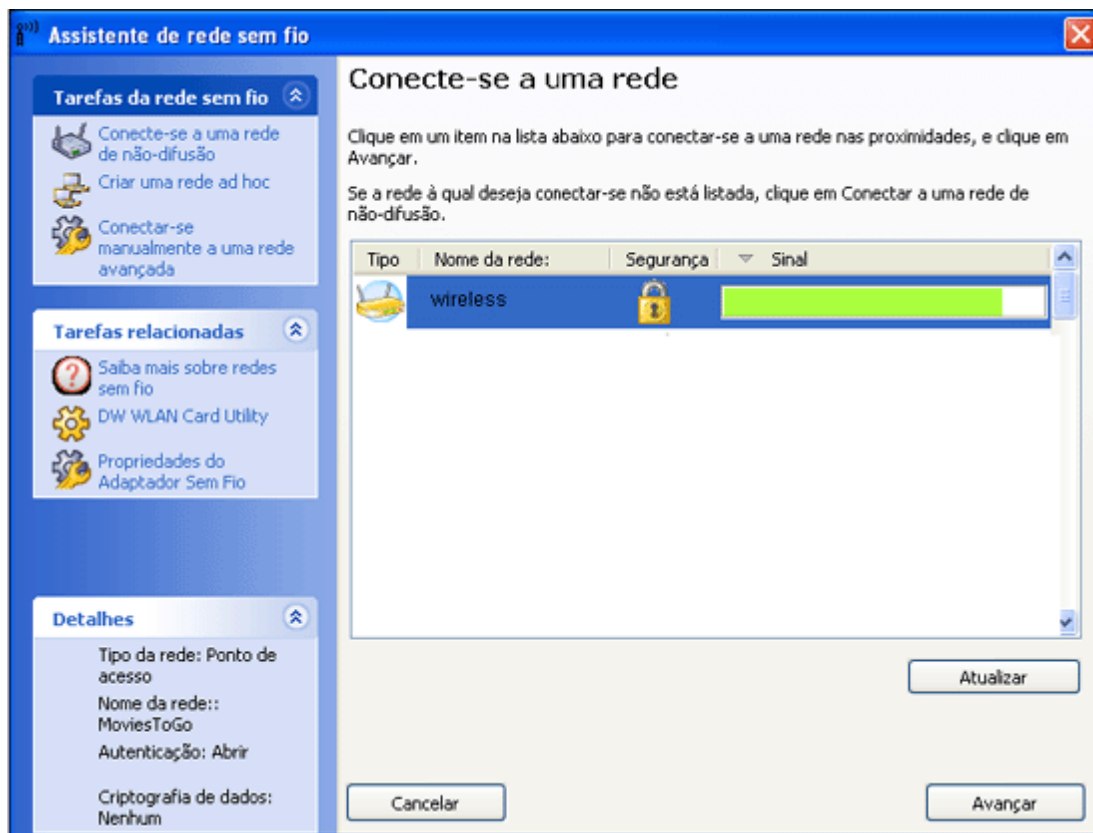 Assistente de rede sem fio
Tarefas da rede sem fio
Conecte-se a uma rede
de não-difusão
Criar uma rede ad hoc
Conectar-se
manualmente a uma rede
avançada
Tarefas relacionadas
Saiba mais sobre redes
sem fio
DW WLAN Card Utility
Propriedades do
Adaptador Sem Fio
Detalhes
Tipo da rede: Ponto de
acesso
Nome da rede::
MoviesToGo
Autenticação: Abrir
Criptografia de dados:
Nenhum
Conecte-se a uma rede
Clique em um item na lista abaixo para conectar-se a uma rede nas proximidades, e clique em
Avançar.
Se a rede à qual deseja conectar-se não está listada, clique em Conectar a uma rede de
não-difusão.
Tipo Nome da rede: Segurança Sinal
wireless
Atualizar
Cancelar Avançar